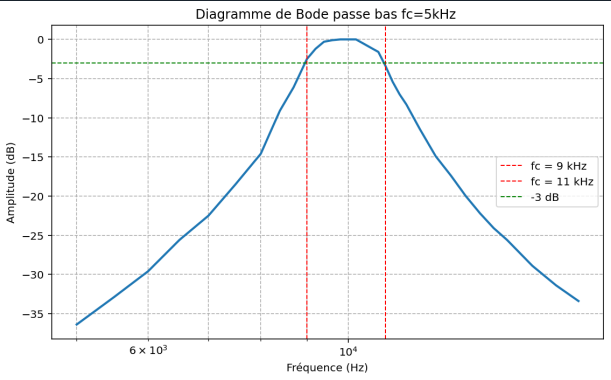 Diagramme de Bode passe bas fc=5kHz
Amplitude (dB)
0
−5
−10
−15
−20
−25
−30
−35
fc = 9 kHz
fc = 11 kHz
-3 dB
6 × 10³
10⁴
Fréquence (Hz)